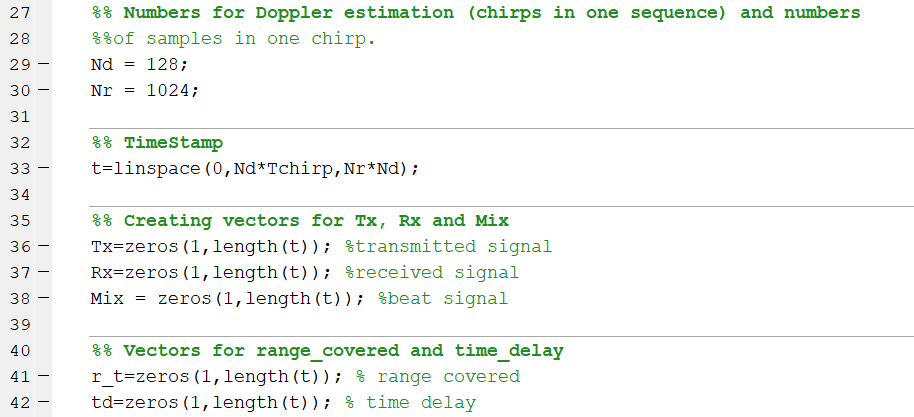 27 %% Numbers for Doppler estimation (chirps in one sequence) and numbers
28 %%of samples in one chirp.
29 — Nd = 128;
30 — Nr = 1024;
31
32 %% TimeStamp
33 — t=linspace(0,Nd*Tchirp,Nr*Nd);
34
35 %% Creating vectors for Tx, Rx and Mix
36 — Tx=zeros(1,length(t)); %transmitted signal
37 — Rx=zeros(1,length(t)); %received signal
38 — Mix = zeros(1,length(t)); %beat signal
39
40 %% Vectors for range_covered and time_delay
41 — r_t=zeros(1,length(t)); % range covered
42 — td=zeros(1,length(t)); % time delay